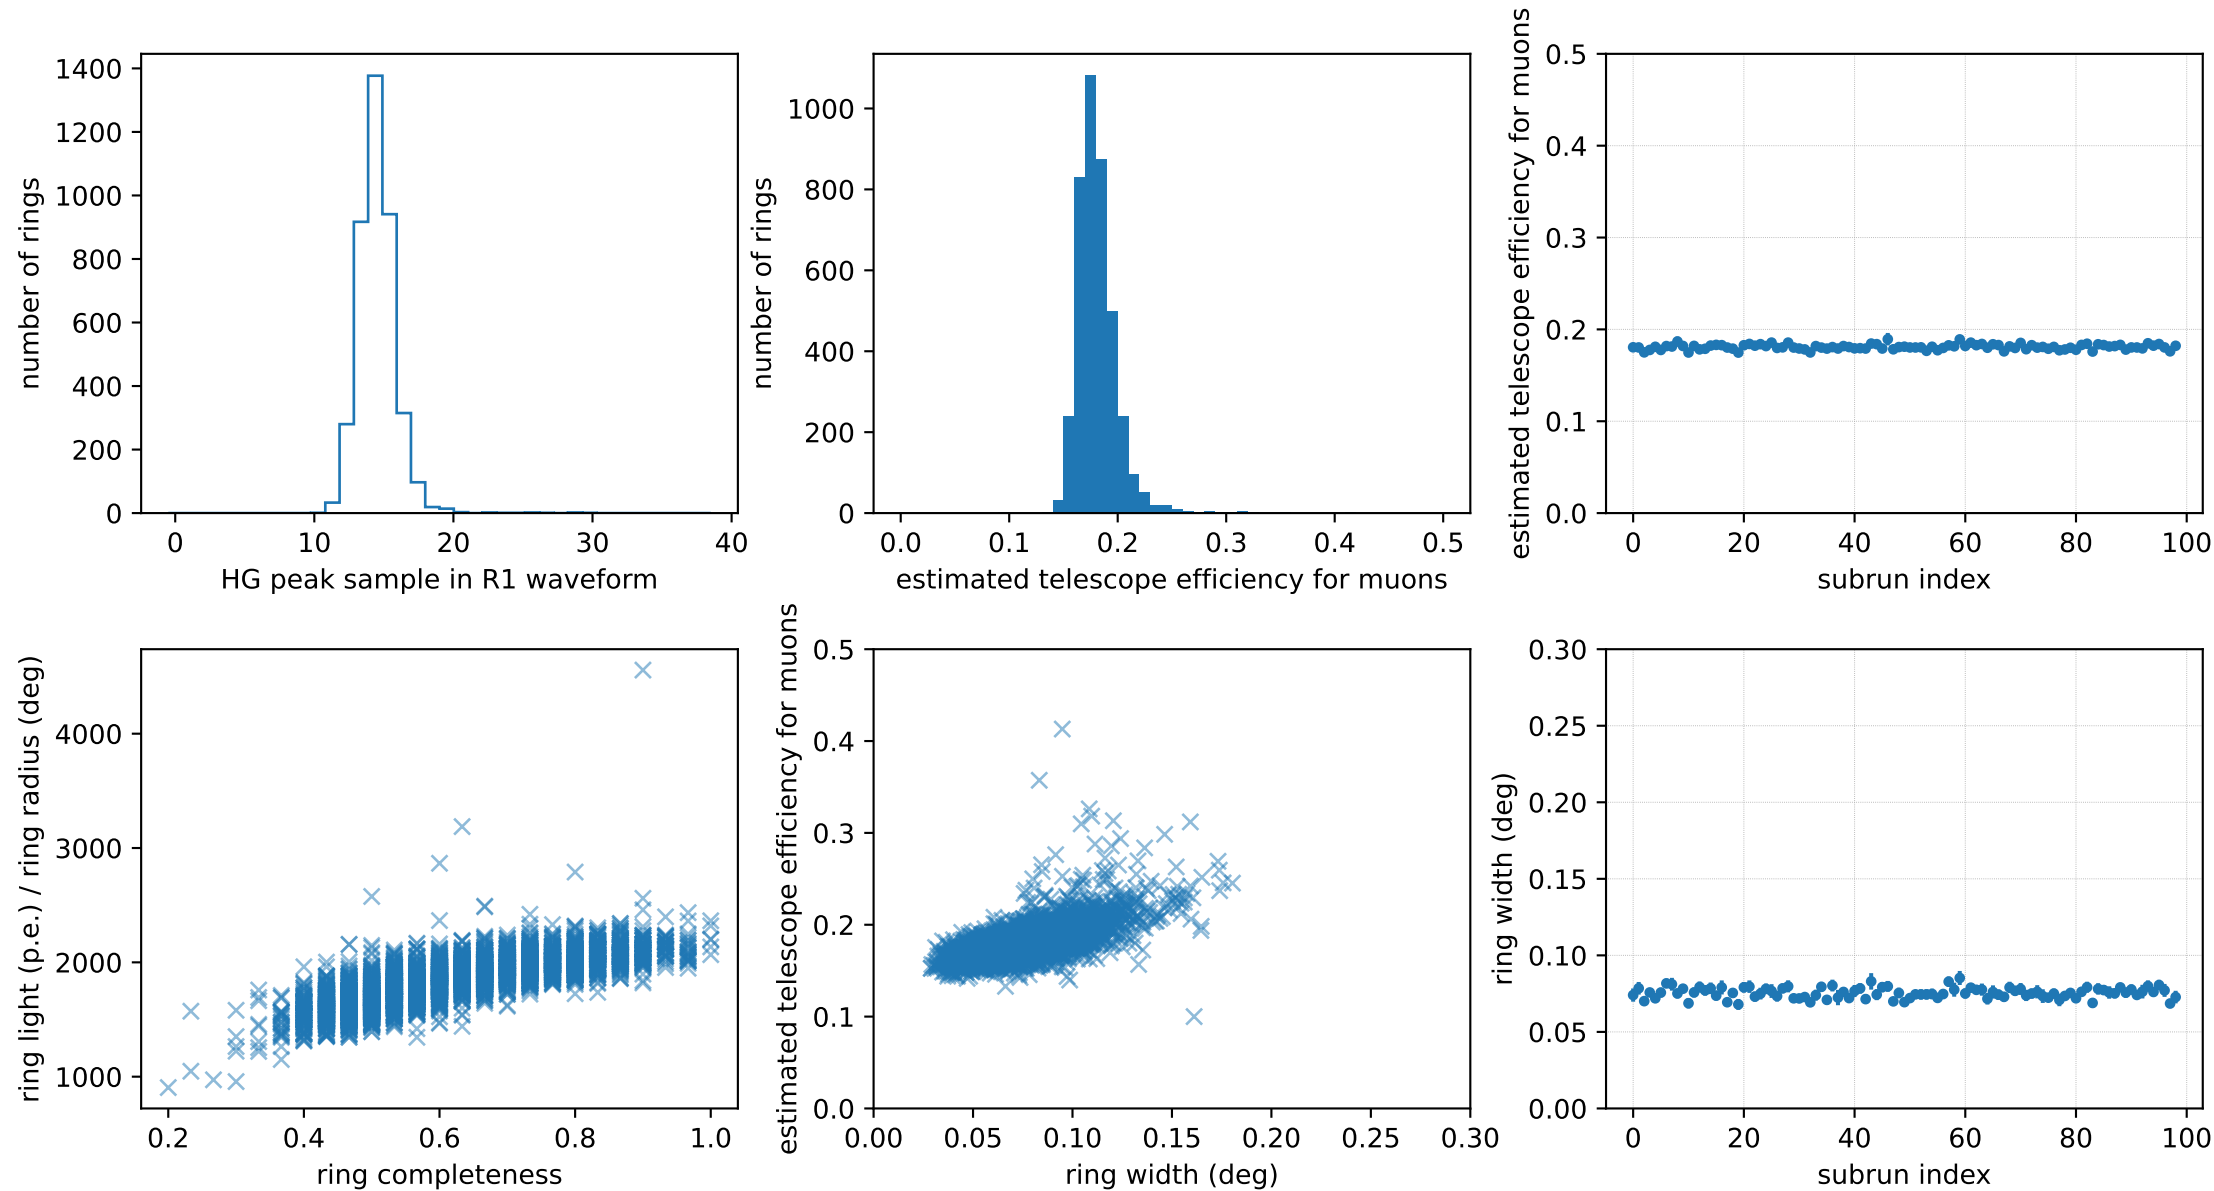 1400
1200
1000
800
600
400
200
0
number of rings
0 10 20 30 40
HG peak sample in R1 waveform
1000
800
600
400
200
0
number of rings
0.0 0.1 0.2 0.3 0.4 0.5
estimated telescope efficiency for muons
0.5
0.4
0.3
0.2
0.1
0.0
estimated telescope efficiency for muons
0 20 40 60 80 100
subrun index
4000
3000
2000
1000
ring light (p.e.) / ring radius (deg)
0.2 0.4 0.6 0.8 1.0
ring completeness
0.5
0.4
0.3
0.2
0.1
0.0
estimated telescope efficiency for muons
0.00 0.05 0.10 0.15 0.20 0.25 0.30
ring width (deg)
0.30
0.25
0.20
0.15
0.10
0.05
0.00
ring width (deg)
0 20 40 60 80 100
subrun index